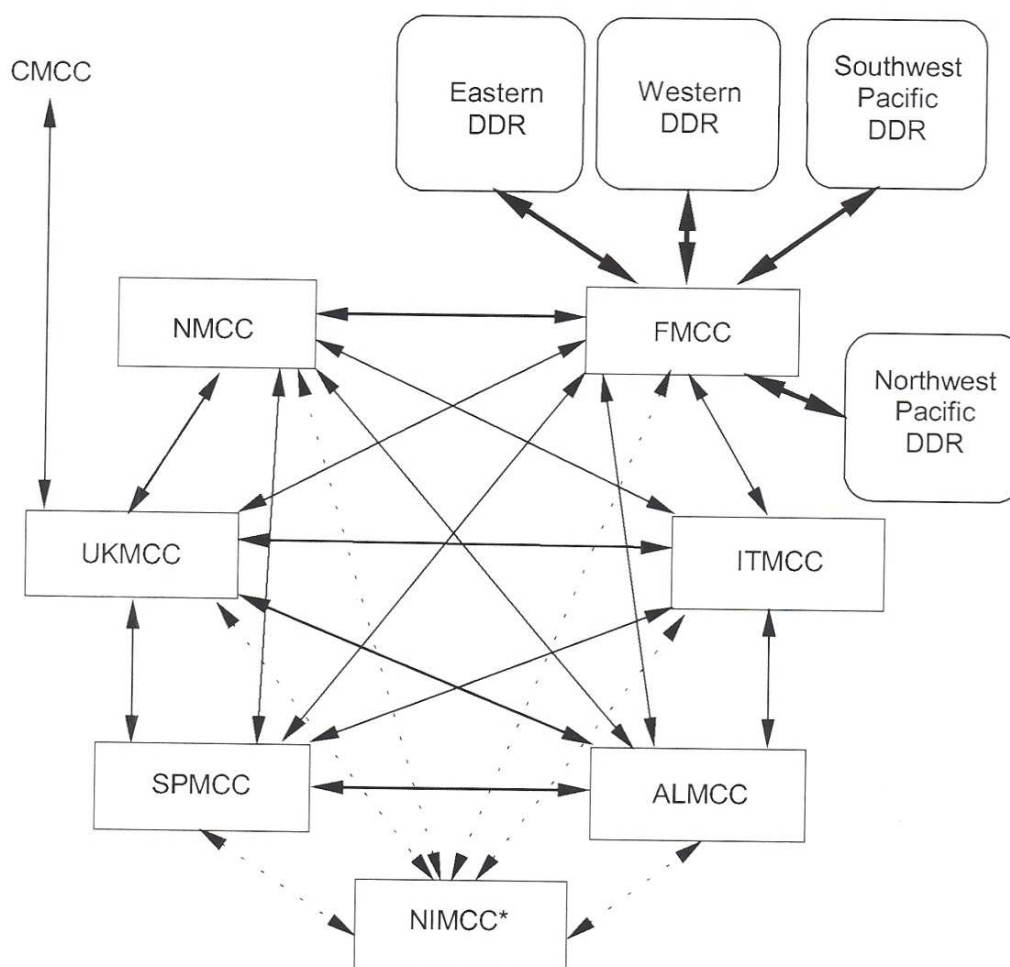 CMCC
Eastern
DDR
Western
DDR
Southwest
Pacific
DDR
NMCC
FMCC
Northwest
Pacific
DDR
UKMCC
ITMCC
SPMCC
ALMCC
NIMCC*